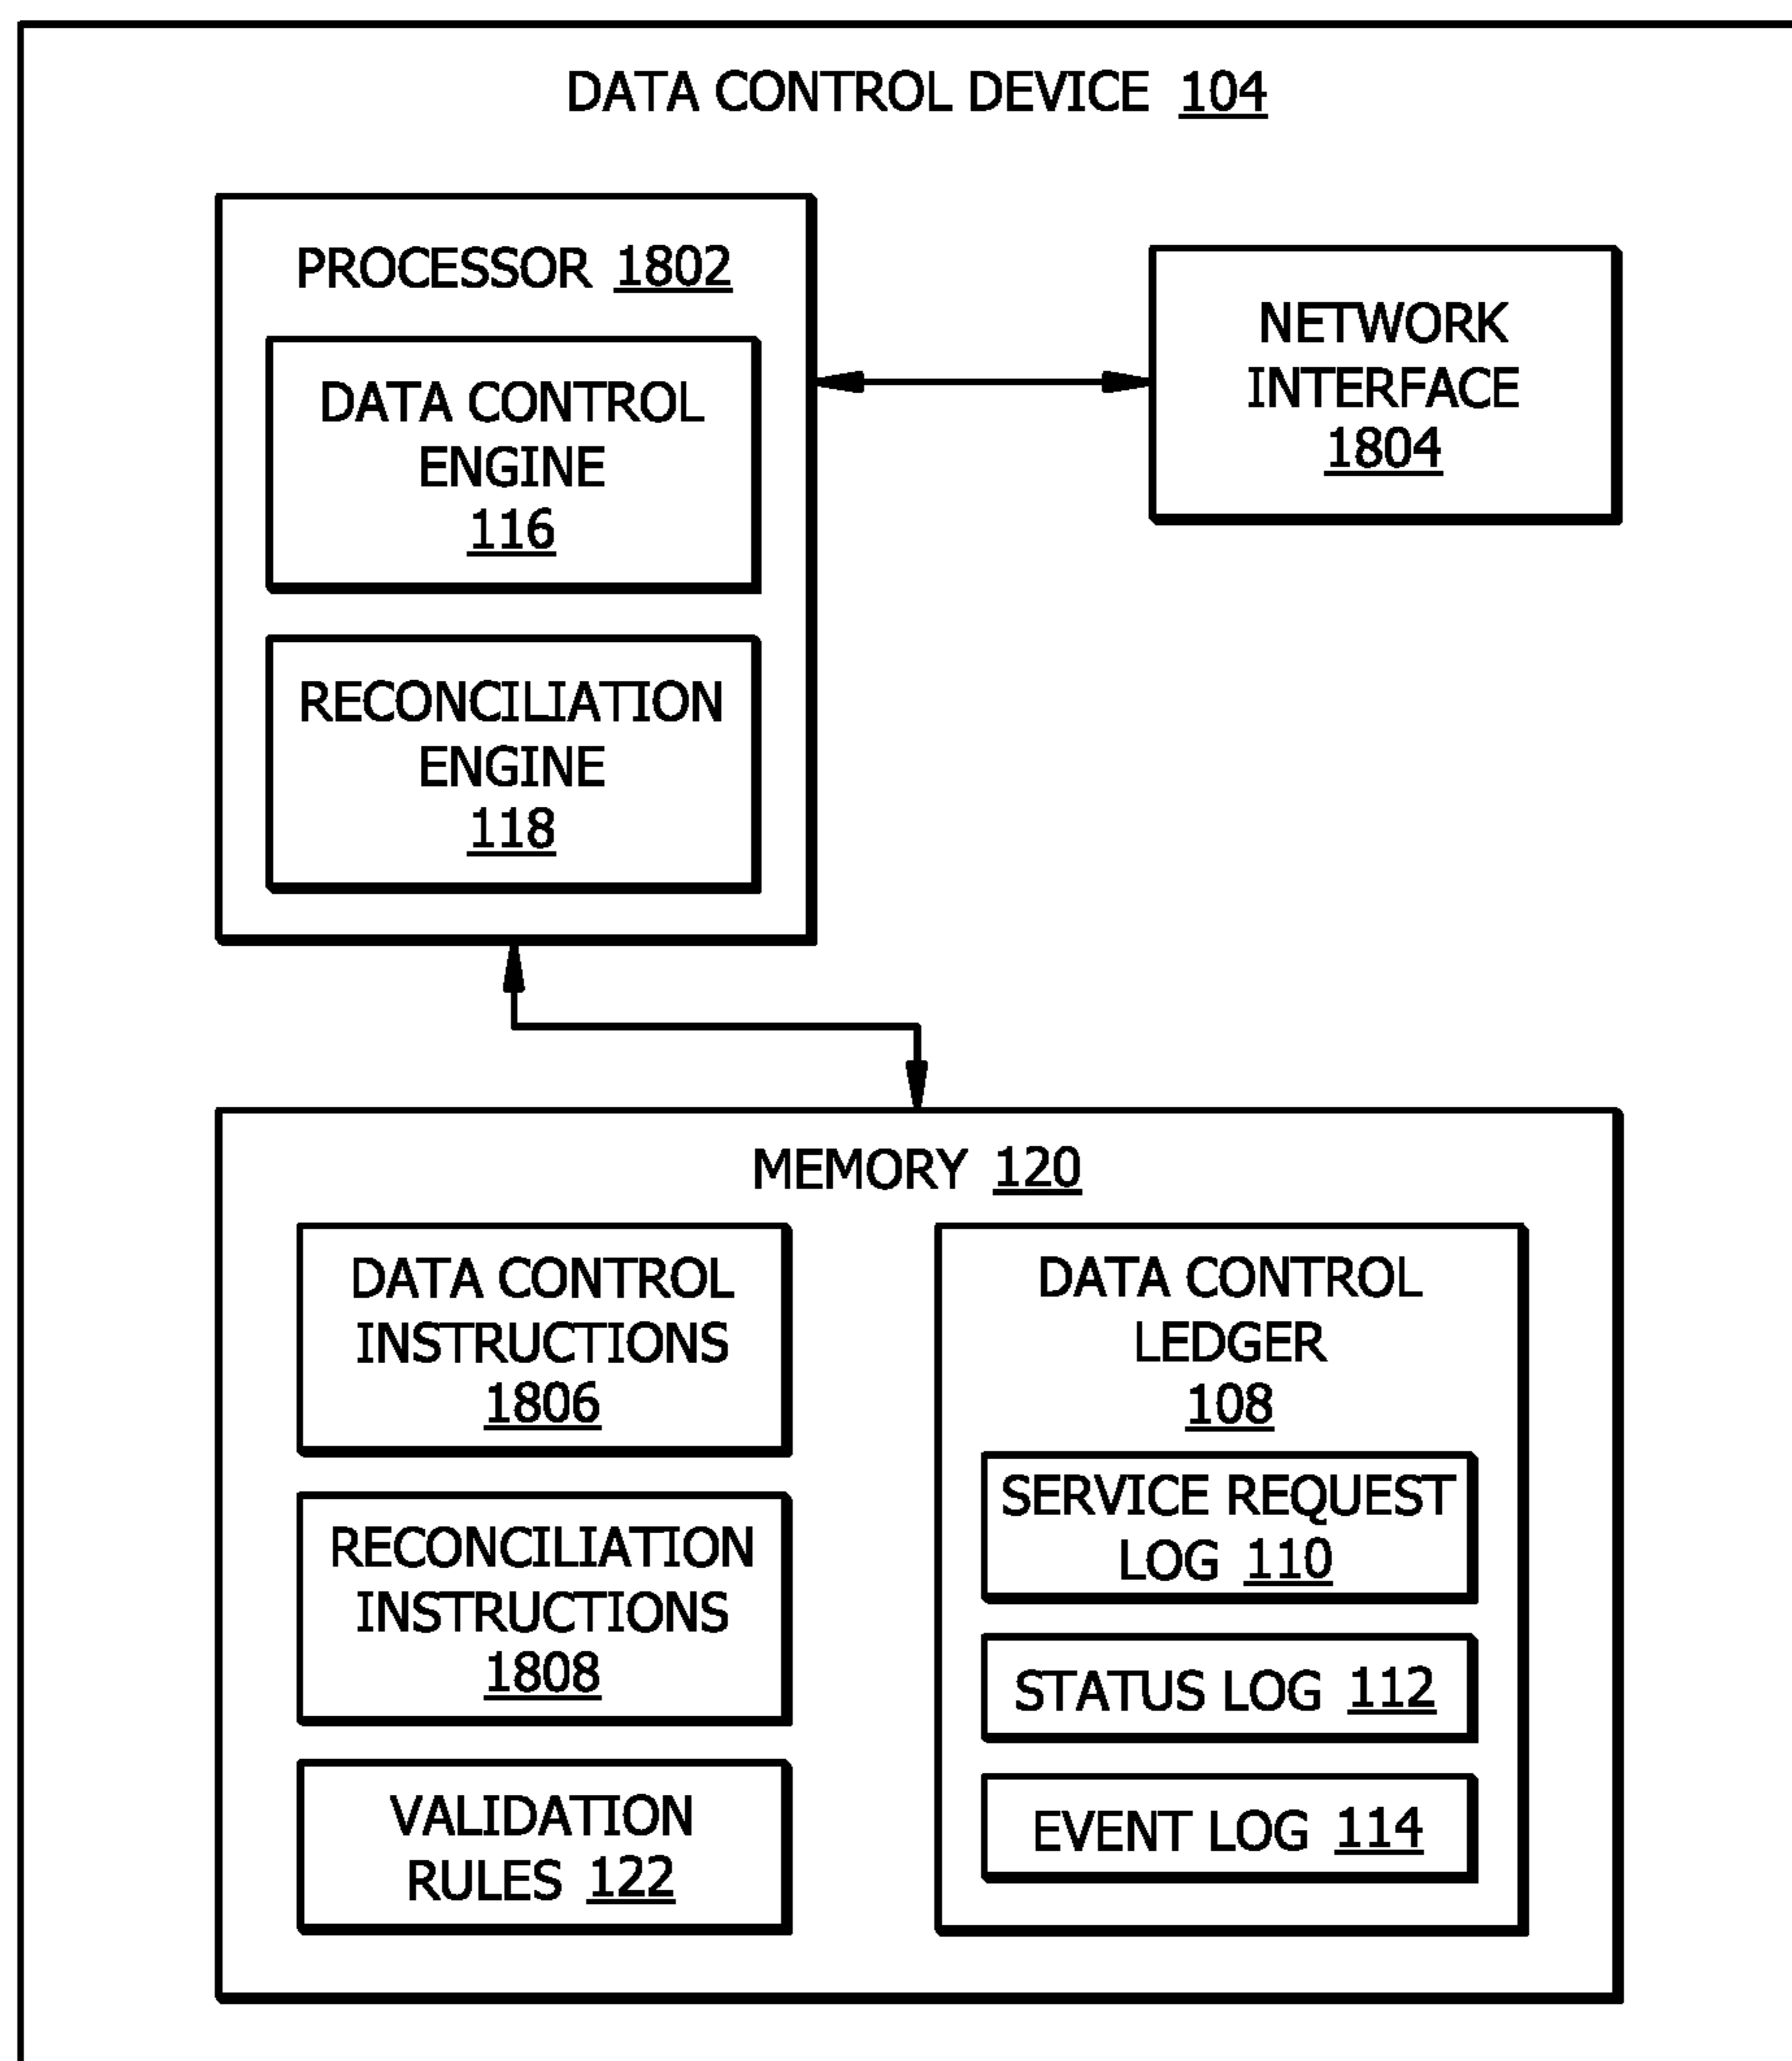 DATA CONTROL DEVICE 104
PROCESSOR 1802
DATA CONTROL
ENGINE
116
RECONCILIATION
ENGINE
118
NETWORK
INTERFACE
1804
MEMORY 120
DATA CONTROL
INSTRUCTIONS
1806
RECONCILIATION
INSTRUCTIONS
1808
VALIDATION
RULES 122
DATA CONTROL
LEDGER
108
SERVICE REQUEST
LOG 110
STATUS LOG 112
EVENT LOG 114